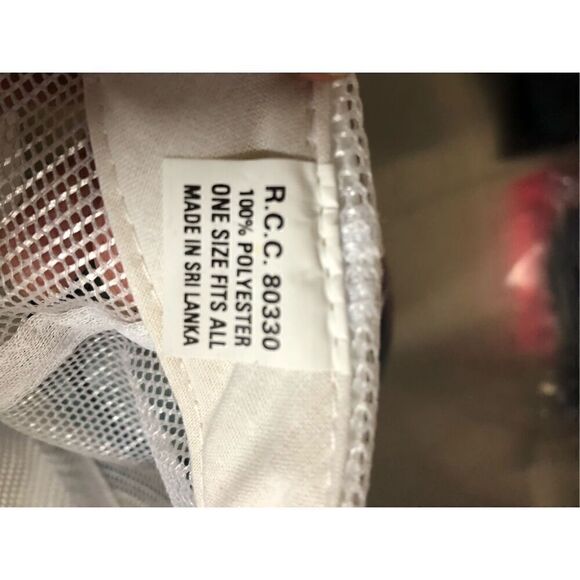 R.C.C. 80330
100% POLYESTER
ONE SIZE FITS ALL
MADE IN SRI LANKA